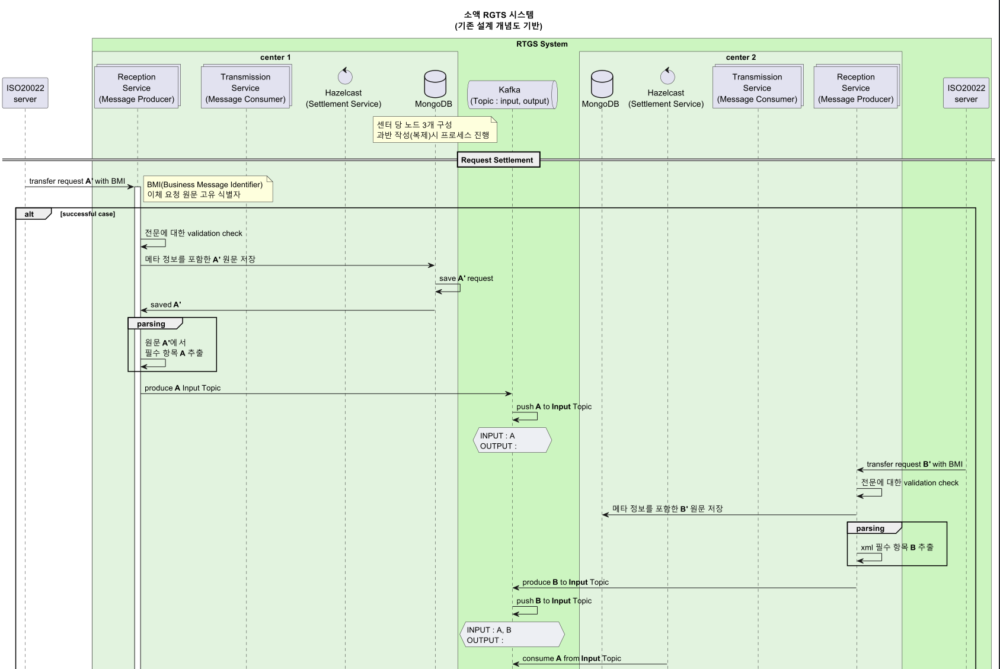 소액 RGTS 시스템
(기존 설계 개념도 기반)
RTGS System
center 1
center 2
ISO20022
server
Reception
Service
(Message Producer)
Transmission
Service
(Message Consumer)
Hazelcast
(Settlement Service)
MongoDB
Kafka
(Topic : input, output)
MongoDB
Hazelcast
(Settlement Service)
Transmission
Service
(Message Consumer)
Reception
Service
(Message Producer)
ISO20022
server
센터 당 노드 3개 구성
과반 작성(복제)시 프로세스 진행
Request Settlement
transfer request A' with BMI
BMI(Business Message Identifier)
이체 요청 원문 고유 식별자
alt
[successful case]
전문에 대한 validation check
메타 정보를 포함한 A' 원문 저장
save A' request
saved A'
parsing
원문 A'에서
필수 항목 A 추출
produce A Input Topic
push A to Input Topic
INPUT : A
OUTPUT :
transfer request B' with BMI
전문에 대한 validation check
메타 정보를 포함한 B' 원문 저장
parsing
xml 필수 항목 B 추출
produce B to Input Topic
push B to Input Topic
INPUT : A, B
OUTPUT :
consume A from Input Topic